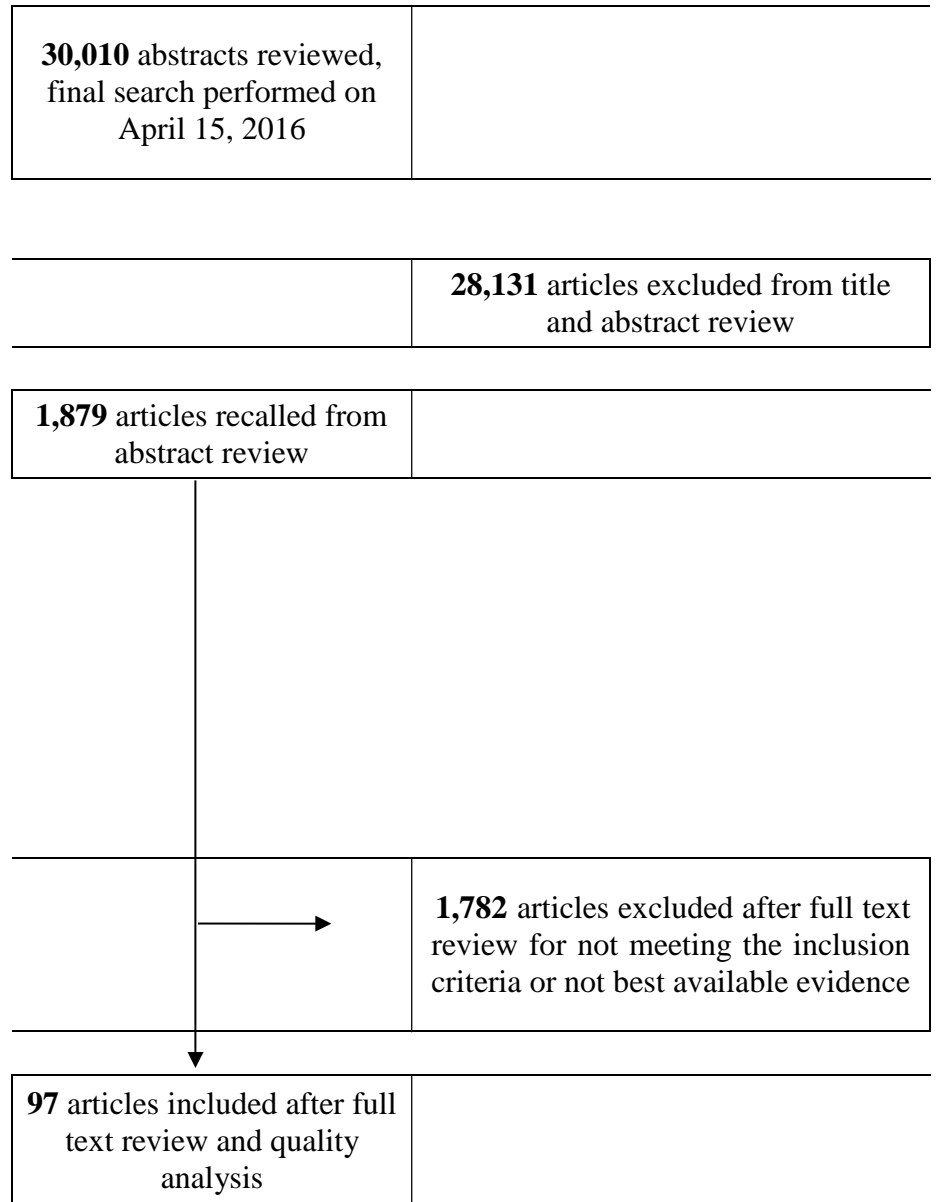 30,010 abstracts reviewed,
final search performed on
April 15, 2016
28,131 articles excluded from title
and abstract review
1,879 articles recalled from
abstract review
1,782 articles excluded after full text
review for not meeting the inclusion
criteria or not best available evidence
97 articles included after full
text review and quality
analysis